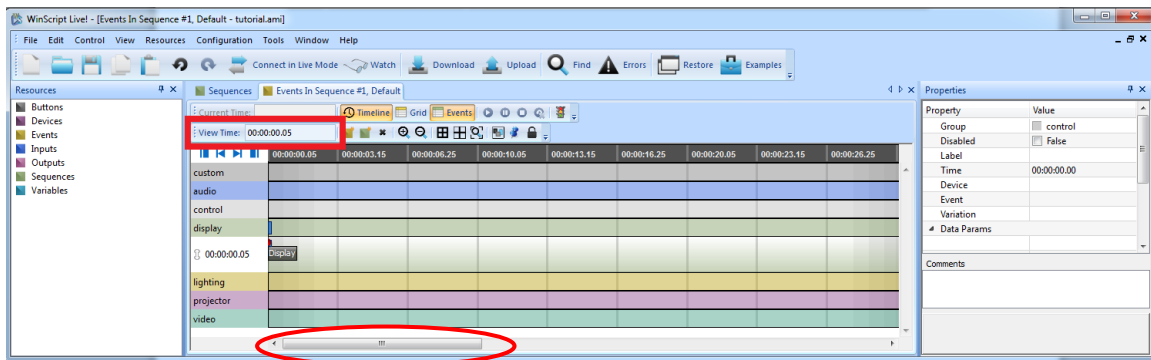 WinScript Live! - [Events In Sequence #1, Default - tutorial.ami]
File Edit Control View Resources Configuration Tools Window Help
Connect in Live Mode Watch Download Upload Find Errors Restore Examples
Resources
Buttons
Devices
Events
Inputs
Outputs
Sequences
Variables
Sequences Events In Sequence #1, Default
Current Time: Timeline Grid Events
View Time: 00:00:00.05
00:00:00.05 00:00:03.15 00:00:06.25 00:00:10.05 00:00:13.15 00:00:16.25 00:00:20.05 00:00:23.15 00:00:26.25
custom
audio
control
display
00:00:00.05 Display
lighting
projector
video
Properties
Property Value
Group control
Disabled False
Label
Time 00:00:00.00
Device
Event
Variation
Data Params
Comments